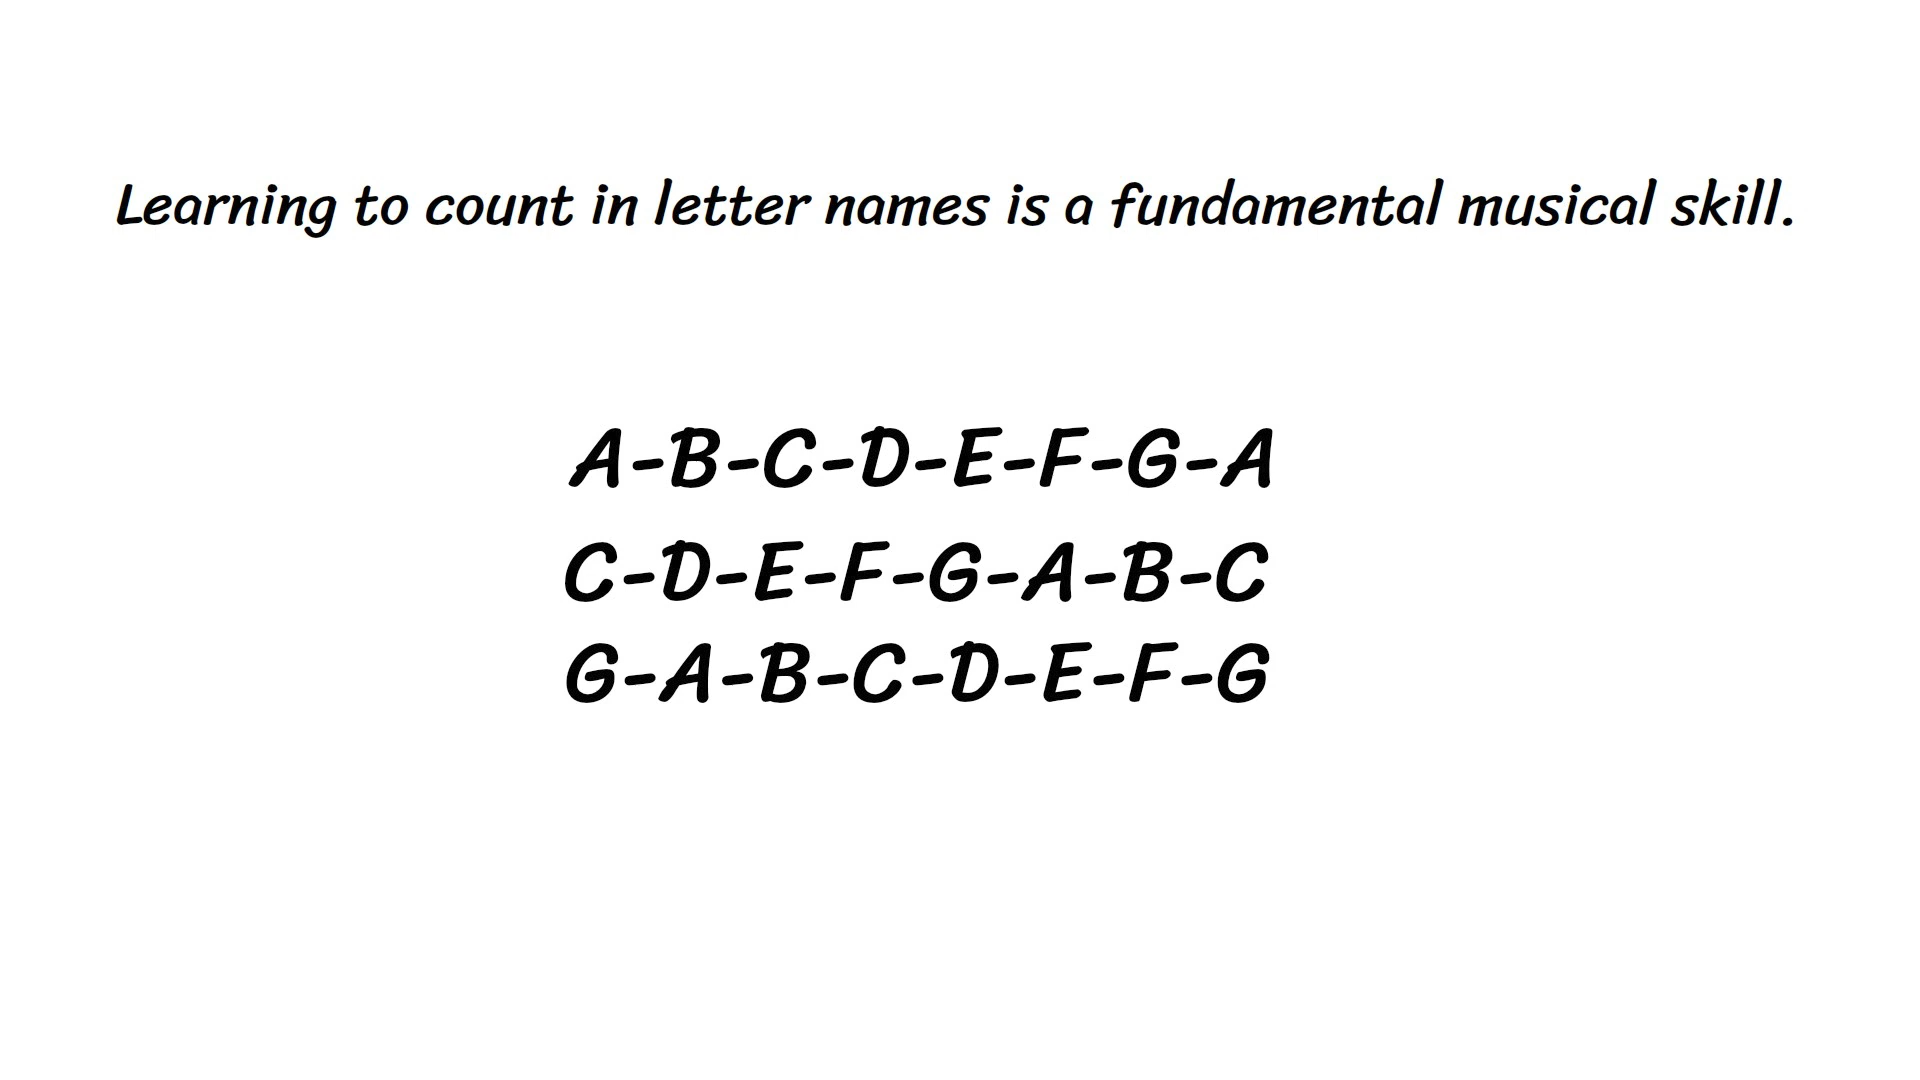 Learning to count in letter names is a fundamental musical skill.
A-B-C-D-E-F-G-A
C-D-E-F-G-A-B-C
G-A-B-C-D-E-F-G